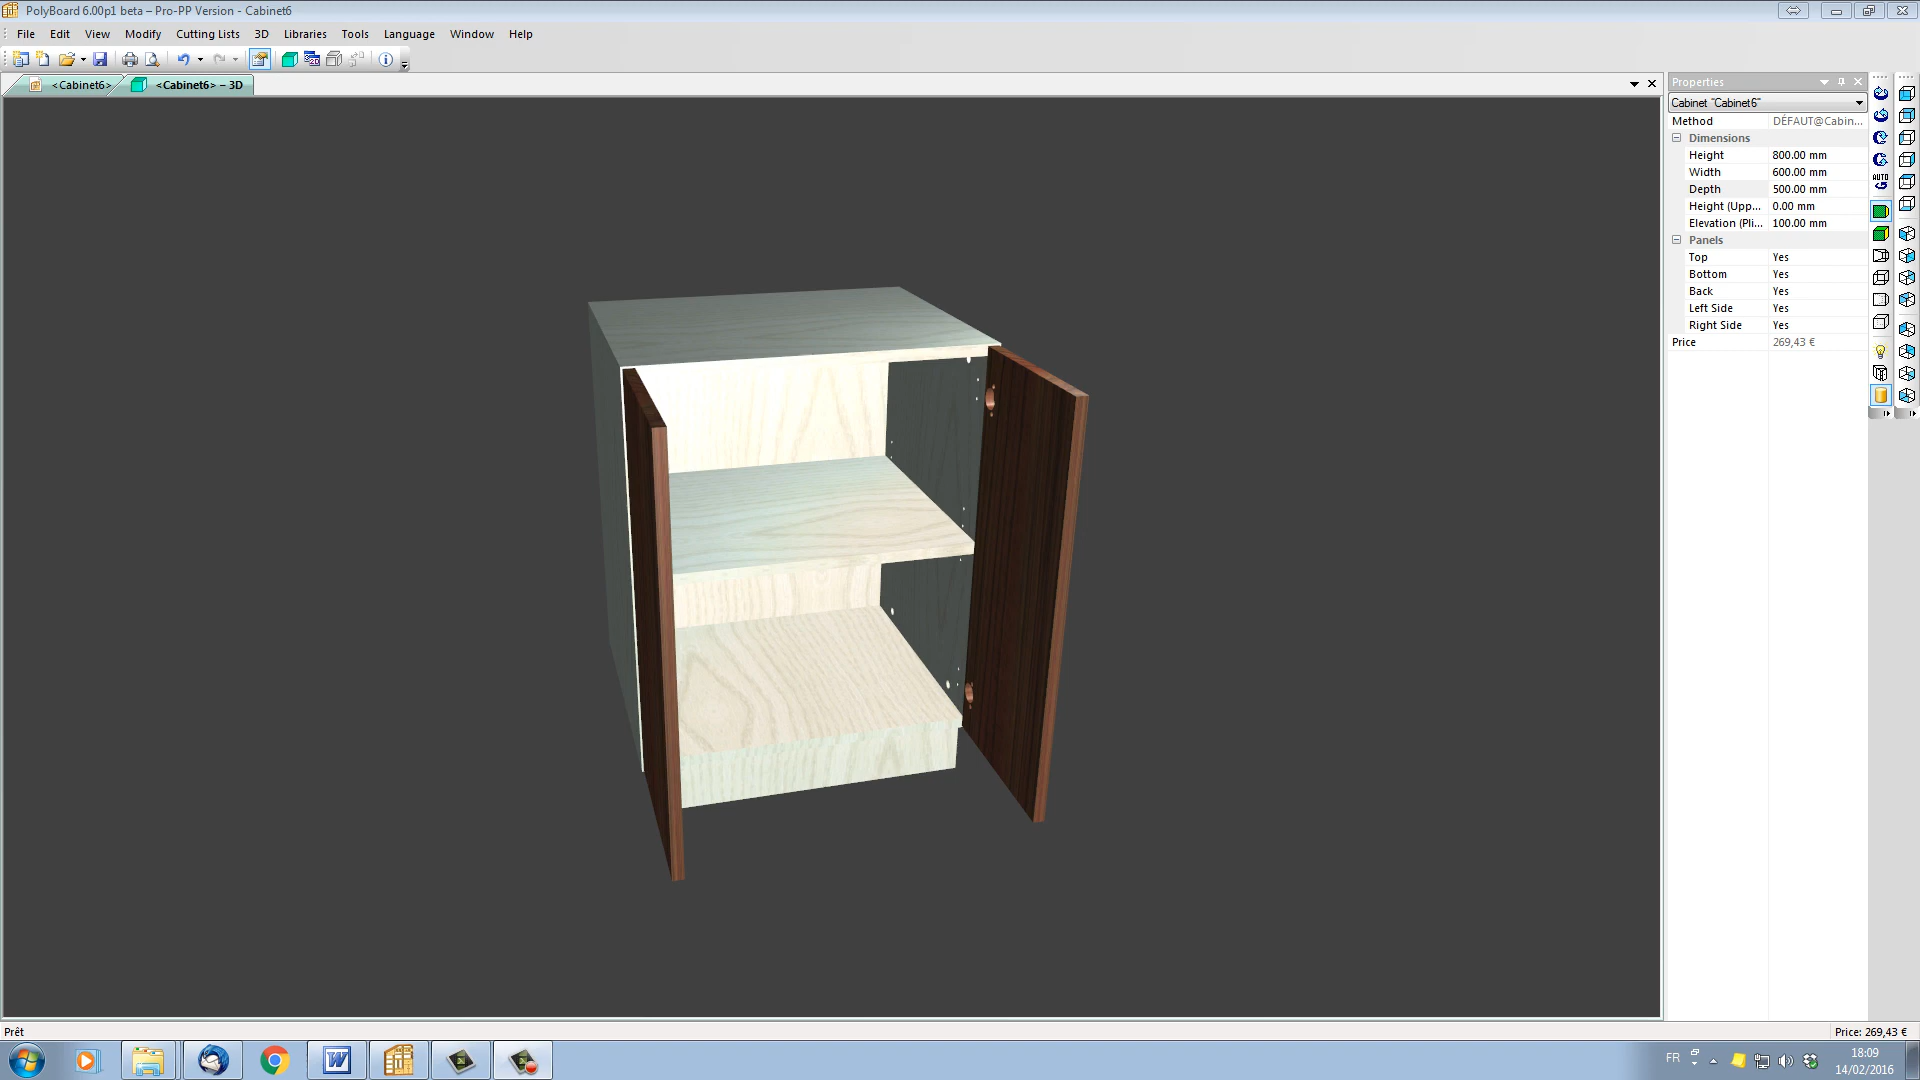 PolyBoard 6.00p1 beta – Pro-PP Version - Cabinet6
File Edit View Modify Cutting Lists 3D Libraries Tools Language Window Help
<Cabinet6> <Cabinet6> – 3D
Properties
Cabinet "Cabinet6"
Method DÉFAUT@Cabin...
Dimensions
Height 800.00 mm
Width 600.00 mm
Depth 500.00 mm
Height (Upp... 0.00 mm
Elevation (Pli... 100.00 mm
Panels
Top Yes
Bottom Yes
Back Yes
Left Side Yes
Right Side Yes
Price 269,43 €
AUTO
Prêt Price: 269,43 €
FR 18:09
14/02/2016